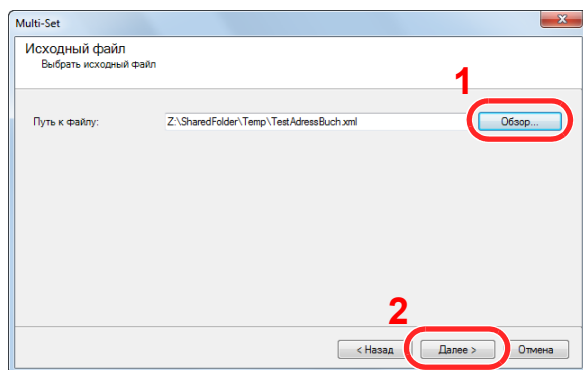 Multi-Set
Исходный файл
Выбрать исходный файл
1
Путь к файлу: Z:\SharedFolder\Temp\TestAdressBuch.xml Обзор...
2
< Назад Далее > Отмена